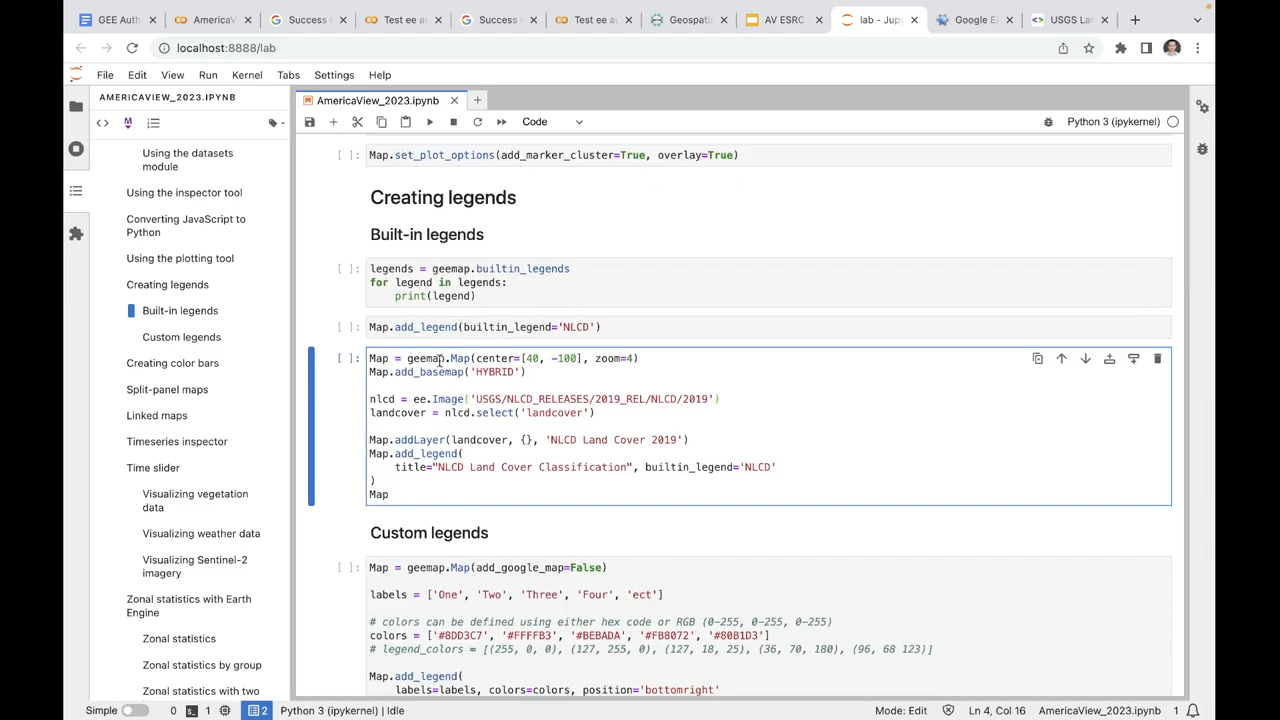 GEE Auth
AmericaV
Success
Test ee au
Success
Test ee au
Geospati
AV ESRC
lab - Jupy
Google E
USGS La
localhost:8888/lab
File Edit View Run Kernel Tabs Settings Help
AMERICAVIEW_2023.IPYNB
AmericaView_2023.ipynb
Code
Python 3 (ipykernel)
Using the datasets
module
Using the inspector tool
Converting JavaScript to
Python
Using the plotting tool
Creating legends
Built-in legends
Custom legends
Creating color bars
Split-panel maps
Linked maps
Timeseries inspector
Time slider
Visualizing vegetation
data
Visualizing weather data
Visualizing Sentinel-2
imagery
Zonal statistics with Earth
Engine
Zonal statistics
Zonal statistics by group
Zonal statistics with two
[ ]: Map.set_plot_options(add_marker_cluster=True, overlay=True)
Creating legends
Built-in legends
[ ]: legends = geemap.builtin_legends
for legend in legends:
print(legend)
[ ]: Map.add_legend(builtin_legend='NLCD')
[ ]: Map = geemap.Map(center=[40, -100], zoom=4)
Map.add_basemap('HYBRID')
nlcd = ee.Image('USGS/NLCD_RELEASES/2019_REL/NLCD/2019')
landcover = nlcd.select('landcover')
Map.addLayer(landcover, {}, 'NLCD Land Cover 2019')
Map.add_legend(
title="NLCD Land Cover Classification", builtin_legend='NLCD'
)
Map
Custom legends
[ ]: Map = geemap.Map(add_google_map=False)
labels = ['One', 'Two', 'Three', 'Four', 'ect']
# colors can be defined using either hex code or RGB (0-255, 0-255, 0-255)
colors = ['#8DD3C7', '#FFFFB3', '#BEBADA', '#FB8072', '#80B1D3']
# legend_colors = [(255, 0, 0), (127, 255, 0), (127, 18, 25), (36, 70, 180), (96, 68 123)]
Map.add_legend(
labels=labels, colors=colors, position='bottomright'
Simple 0 1 2 Python 3 (ipykernel) | Idle
Mode: Edit Ln 4, Col 16 AmericaView_2023.ipynb 1